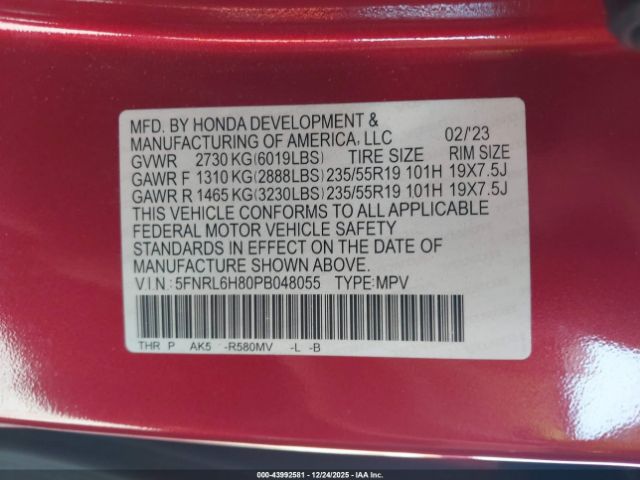 MFD. BY HONDA DEVELOPMENT &
MANUFACTURING OF AMERICA, LLC 02/'23
GVWR 2730 KG(6019LBS) TIRE SIZE RIM SIZE
GAWR F 1310 KG(2888LBS)235/55R19 101H 19X7.5J
GAWR R 1465 KG(3230LBS)235/55R19 101H 19X7.5J
THIS VEHICLE CONFORMS TO ALL APPLICABLE
FEDERAL MOTOR VEHICLE SAFETY
STANDARDS IN EFFECT ON THE DATE OF
MANUFACTURE SHOWN ABOVE.
VIN: 5FNRL6H80PB048055 TYPE:MPV
THR P AK5 -R580MV -L -B
000-43992581 - 12/24/2025 - IAA Inc.